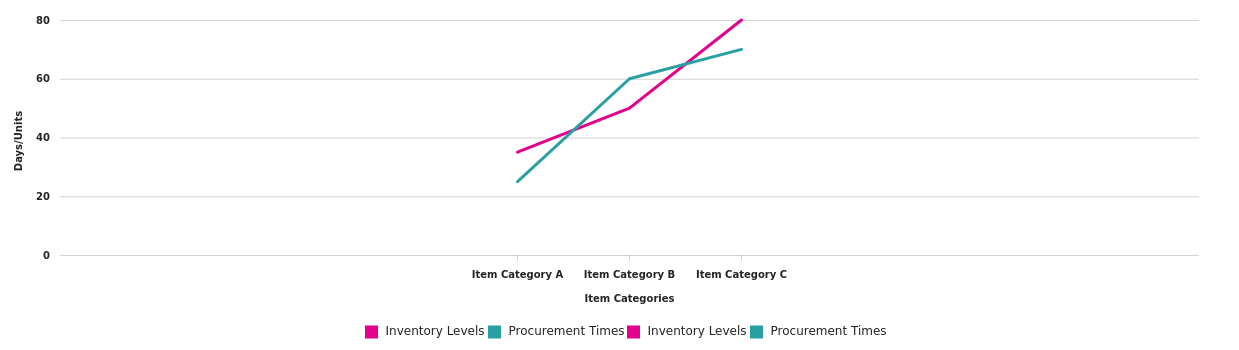 80
60
40
20
0
Days/Units
Item Category A Item Category B Item Category C
Item Categories
Inventory Levels Procurement Times Inventory Levels Procurement Times